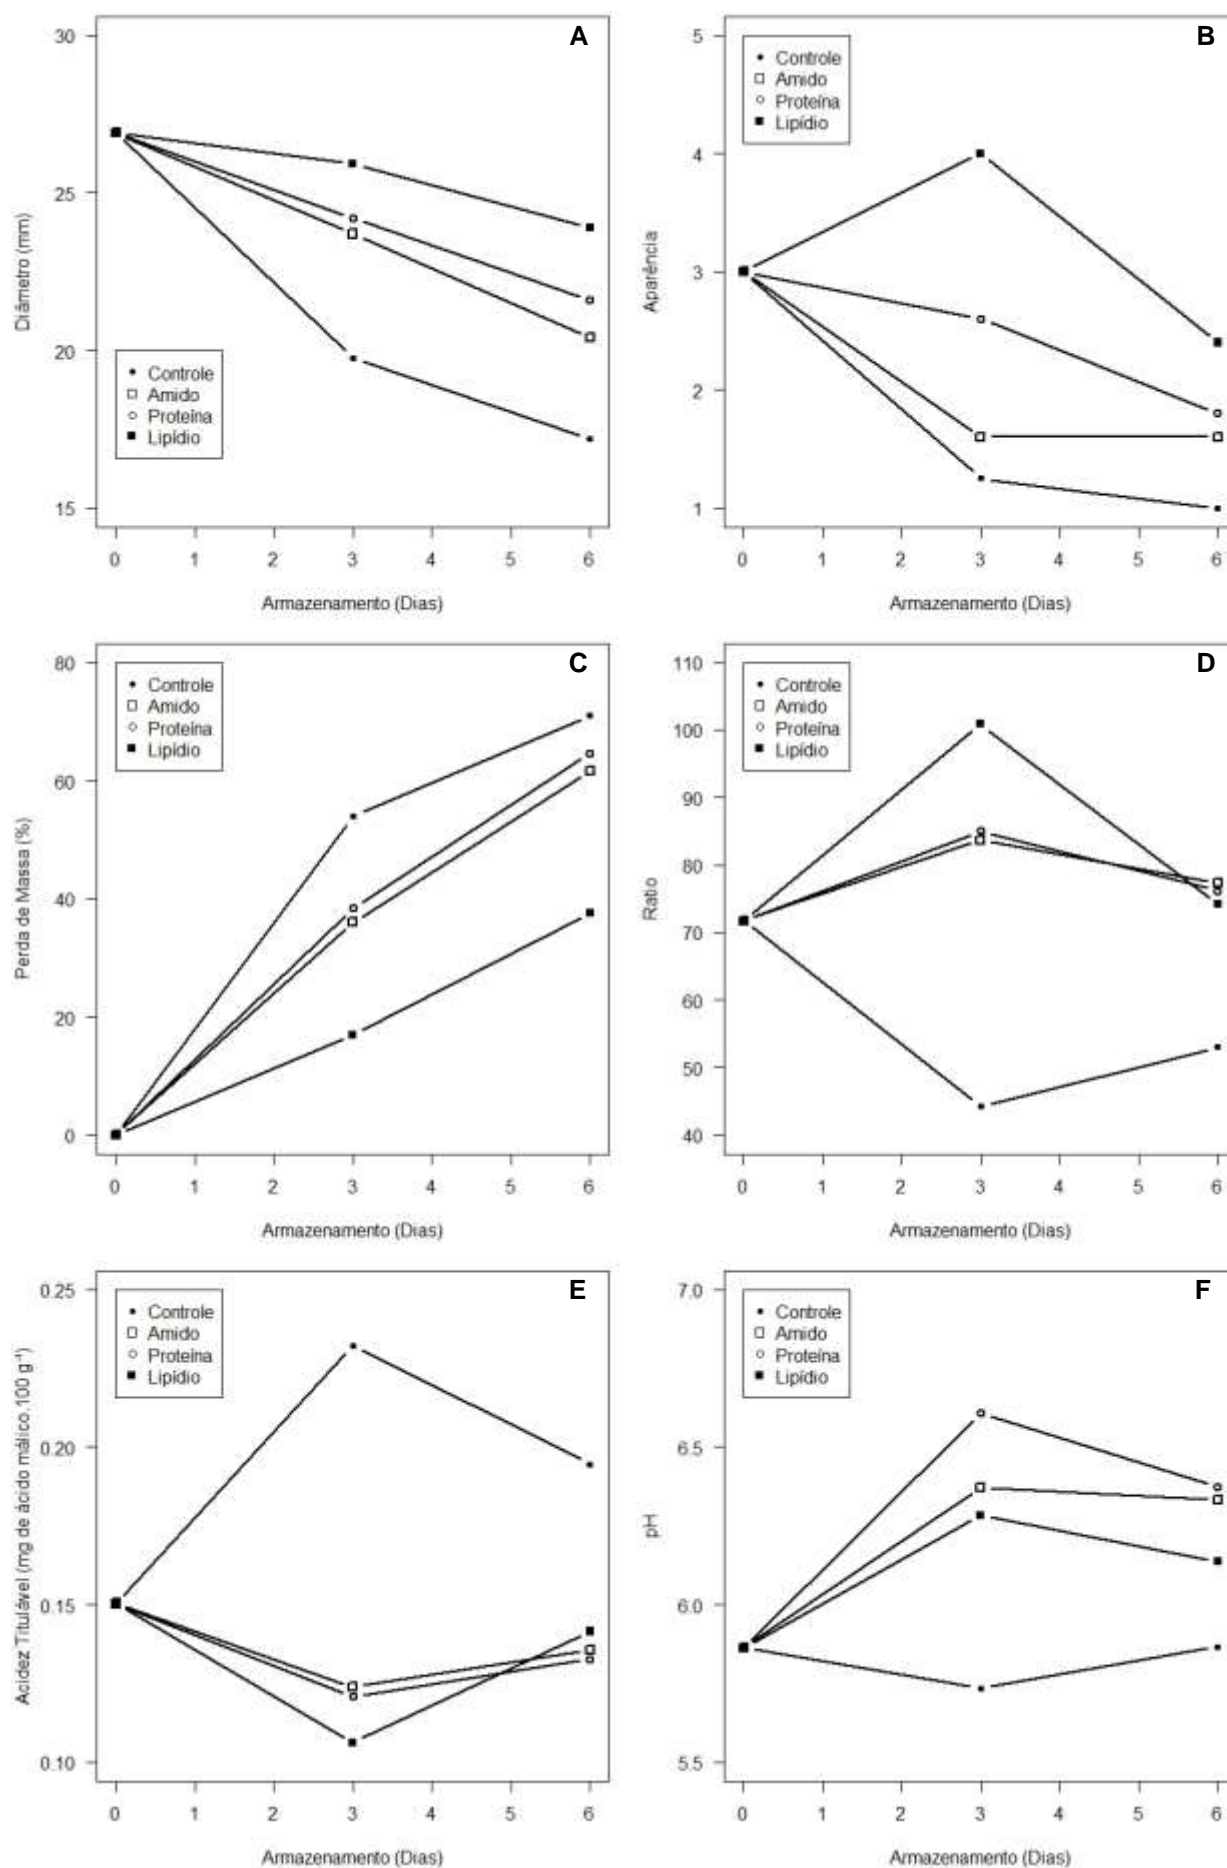 A
30
25
20
15
Diâmetro (mm)
Controle
Amido
Proteína
Lipídio
0 1 2 3 4 5 6
Armazenamento (Dias)
B
5
4
3
2
1
Aparência
Controle
Amido
Proteína
Lipídio
0 1 2 3 4 5 6
Armazenamento (Dias)
C
80
60
40
20
0
Perda de Massa (%)
Controle
Amido
Proteína
Lipídio
0 1 2 3 4 5 6
Armazenamento (Dias)
D
110
100
90
80
70
60
50
40
Ratio
Controle
Amido
Proteína
Lipídio
0 1 2 3 4 5 6
Armazenamento (Dias)
E
0.25
0.20
0.15
0.10
Acidez Titulável (mg de ácido málico.100 g⁻¹)
Controle
Amido
Proteína
Lipídio
0 1 2 3 4 5 6
Armazenamento (Dias)
F
7.0
6.5
6.0
5.5
pH
Controle
Amido
Proteína
Lipídio
0 1 2 3 4 5 6
Armazenamento (Dias)